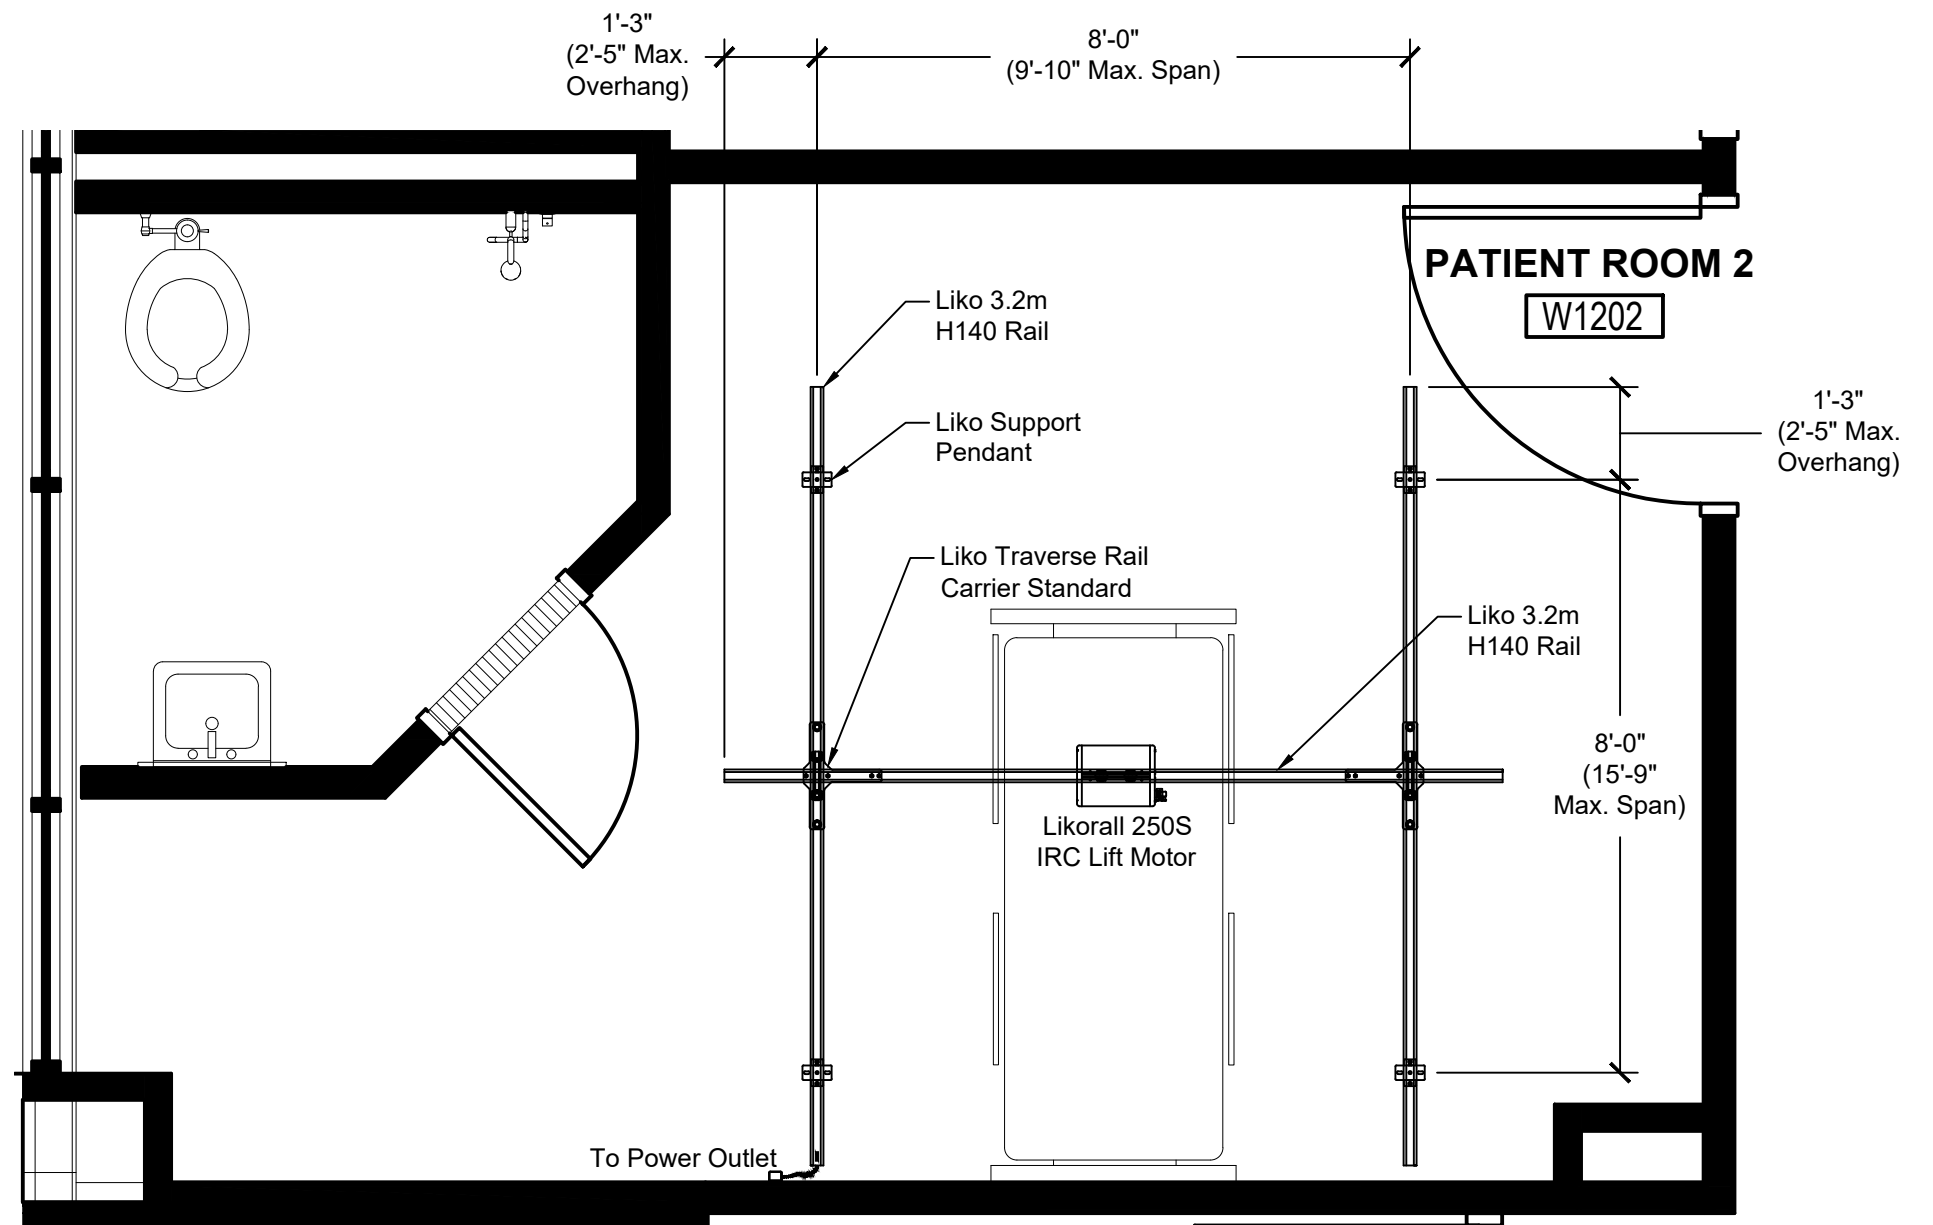 1'-3"
(2'-5" Max.
Overhang)
8'-0"
(9'-10" Max. Span)
PATIENT ROOM 2
W1202
Liko 3.2m
H140 Rail
Liko Support
Pendant
1'-3"
(2'-5" Max.
Overhang)
Liko Traverse Rail
Carrier Standard
Liko 3.2m
H140 Rail
8'-0"
(15'-9"
Max. Span)
Likorall 250S
IRC Lift Motor
To Power Outlet